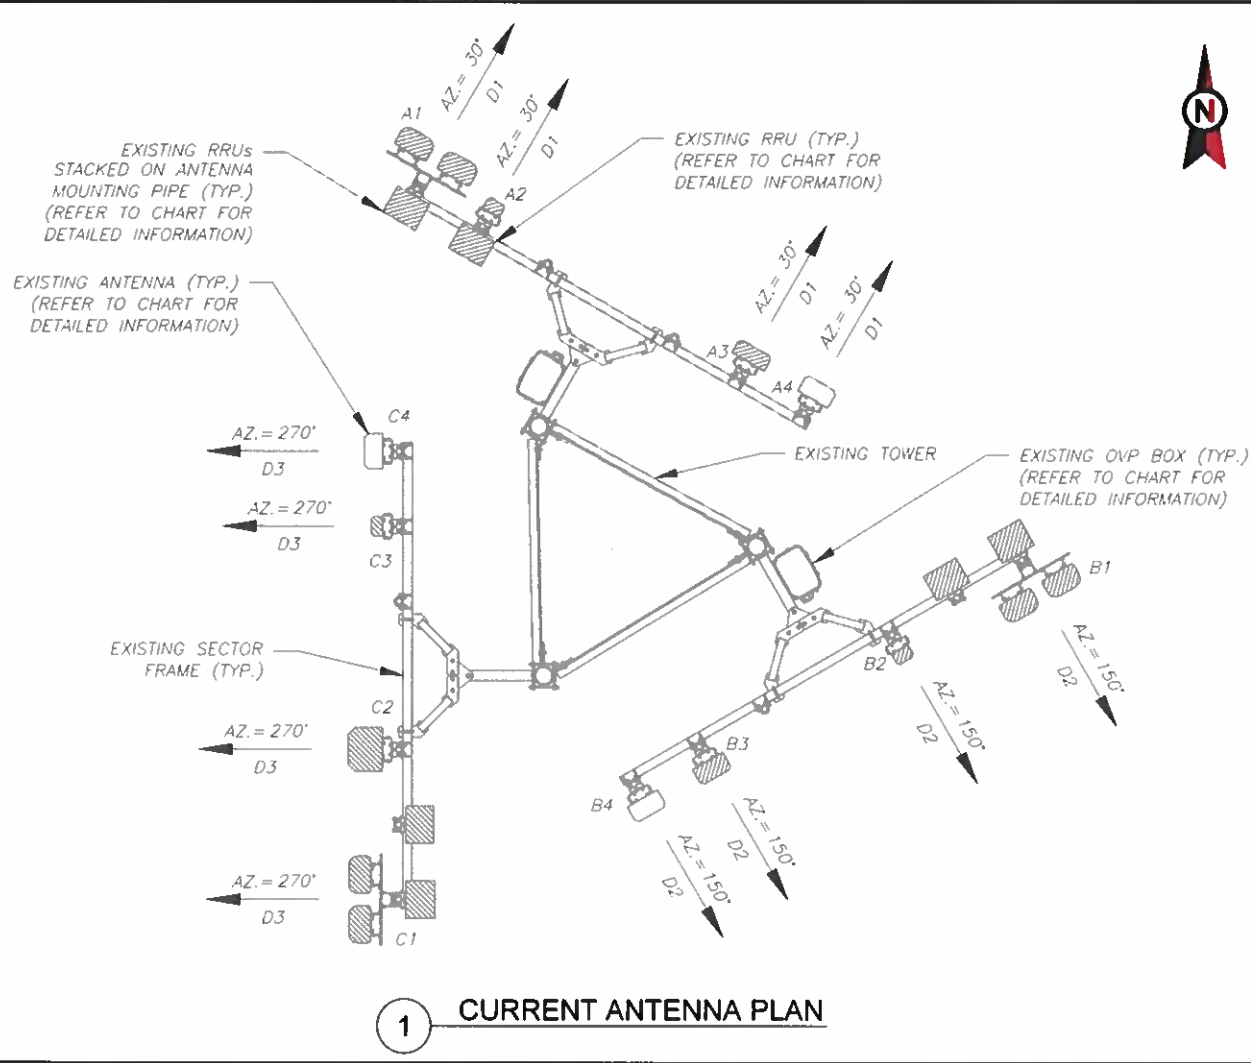 AZ.= 30°
D1
AZ.= 30°
D1
A1
A2
N
EXISTING RRUs
STACKED ON ANTENNA
MOUNTING PIPE (TYP.)
(REFER TO CHART FOR
DETAILED INFORMATION)
EXISTING RRU (TYP.)
(REFER TO CHART FOR
DETAILED INFORMATION)
EXISTING ANTENNA (TYP.)
(REFER TO CHART FOR
DETAILED INFORMATION)
AZ.= 30°
D1
AZ.= 30°
D1
A3
A4
C4
AZ.= 270°
D3
EXISTING TOWER
EXISTING OVP BOX (TYP.)
(REFER TO CHART FOR
DETAILED INFORMATION)
AZ.= 270°
D3
C3
B1
EXISTING SECTOR
FRAME (TYP.)
B2
AZ.= 150°
D2
AZ.= 150°
D2
C2
AZ.= 270°
D3
B3
B4
AZ.= 150°
D2
AZ.= 150°
D2
AZ.= 270°
D3
C1
1
CURRENT ANTENNA PLAN